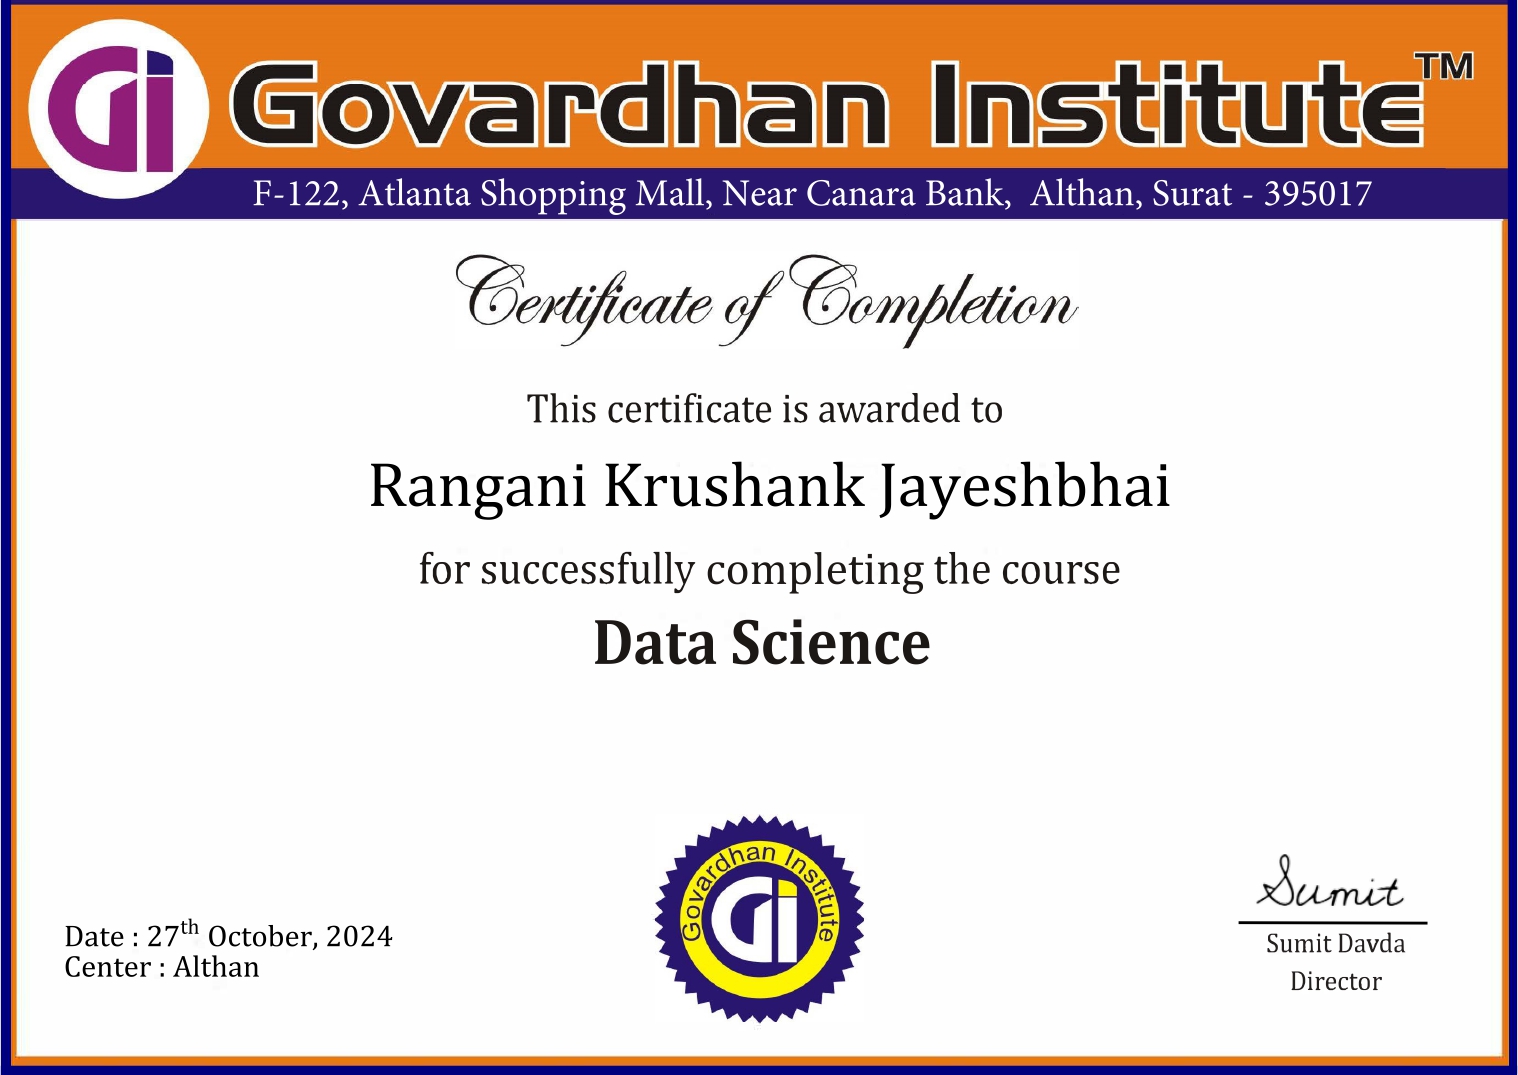 Gi Govardhan Institute™
F-122, Atlanta Shopping Mall, Near Canara Bank, Althan, Surat - 395017
Certificate of Completion
This certificate is awarded to
Rangani Krushank Jayeshbhai
for successfully completing the course
Data Science
Date : 27th October, 2024
Center : Althan
Govardhan Institute
Gi
Sumit
Sumit Davda
Director